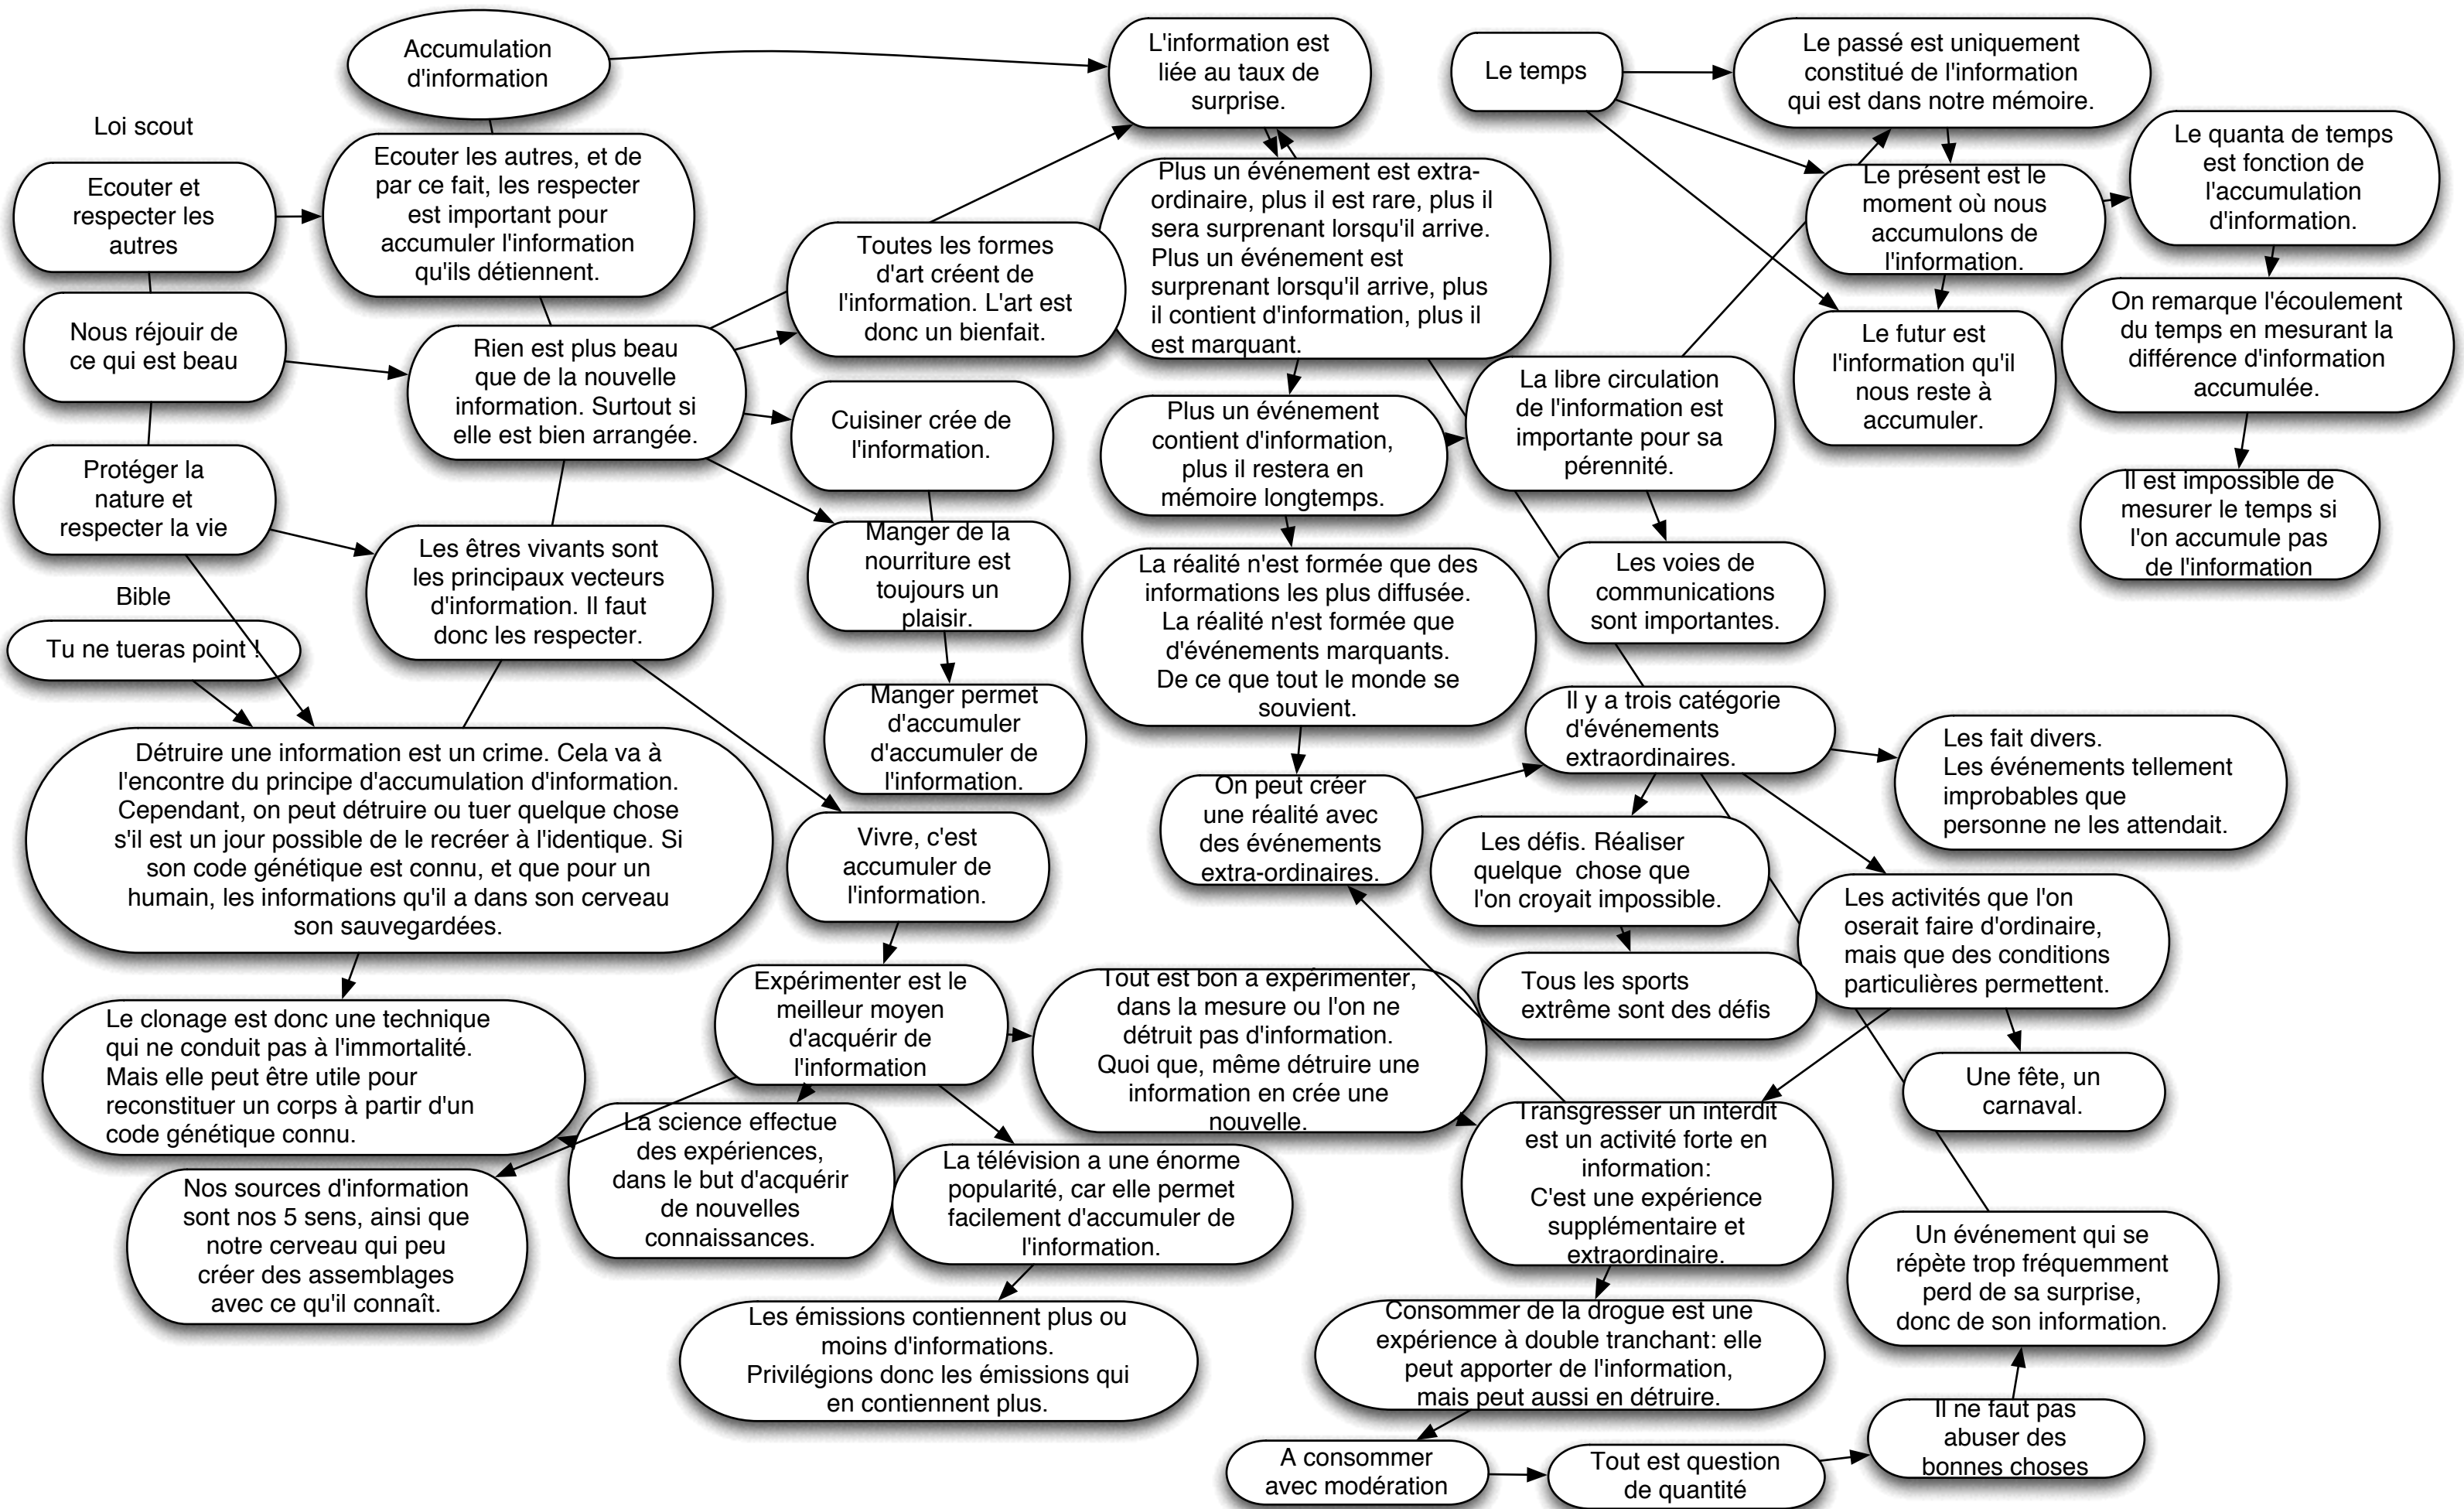 Accumulation
d'information
L'information est
liée au taux de
surprise.
Le temps
Le passé est uniquement
constitué de l'information
qui est dans notre mémoire.
Loi scout
Ecouter et
respecter les
autres
Ecouter les autres, et de
par ce fait, les respecter
est important pour
accumuler l'information
qu'ils détiennent.
Toutes les formes
d'art créent de
l'information. L'art est
donc un bienfait.
Plus un événement est extra-
ordinaire, plus il est rare, plus il
sera surprenant lorsqu'il arrive.
Plus un événement est
surprenant lorsqu'il arrive, plus
il contient d'information, plus il
est marquant.
Le présent est le
moment où nous
accumulons de
l'information.
Le quanta de temps
est fonction de
l'accumulation
d'information.
Nous réjouir de
ce qui est beau
Rien est plus beau
que de la nouvelle
information. Surtout si
elle est bien arrangée.
Cuisiner crée de
l'information.
Plus un événement
contient d'information,
plus il restera en
mémoire longtemps.
La libre circulation
de l'information est
importante pour sa
pérennité.
Le futur est
l'information qu'il
nous reste à
accumuler.
On remarque l'écoulement
du temps en mesurant la
différence d'information
accumulée.
Protéger la
nature et
respecter la vie
Les êtres vivants sont
les principaux vecteurs
d'information. Il faut
donc les respecter.
Manger de la
nourriture est
toujours un
plaisir.
La réalité n'est formée que des
informations les plus diffusée.
La réalité n'est formée que
d'événements marquants.
De ce que tout le monde se
souvient.
Les voies de
communications
sont importantes.
Il est impossible de
mesurer le temps si
l'on accumule pas
de l'information
Bible
Tu ne tueras point !
Manger permet
d'accumuler
d'accumuler de
l'information.
Il y a trois catégorie
d'événements
extraordinaires.
Les fait divers.
Les événements tellement
improbables que
personne ne les attendait.
Détruire une information est un crime. Cela va à
l'encontre du principe d'accumulation d'information.
Cependant, on peut détruire ou tuer quelque chose
s'il est un jour possible de le recréer à l'identique. Si
son code génétique est connu, et que pour un
humain, les informations qu'il a dans son cerveau
son sauvegardées.
Vivre, c'est
accumuler de
l'information.
On peut créer
une réalité avec
des événements
extra-ordinaires.
Les défis. Réaliser
quelque  chose que
l'on croyait impossible.
Les activités que l'on
oserait faire d'ordinaire,
mais que des conditions
particulières permettent.
Le clonage est donc une technique
qui ne conduit pas à l'immortalité.
Mais elle peut être utile pour
reconstituer un corps à partir d'un
code génétique connu.
Expérimenter est le
meilleur moyen
d'acquérir de
l'information
Tout est bon a expérimenter,
dans la mesure ou l'on ne
détruit pas d'information.
Quoi que, même détruire une
information en crée une
nouvelle.
Tous les sports
extrême sont des défis
Une fête, un
carnaval.
Nos sources d'information
sont nos 5 sens, ainsi que
notre cerveau qui peu
créer des assemblages
avec ce qu'il connaît.
La science effectue
des expériences,
dans le but d'acquérir
de nouvelles
connaissances.
La télévision a une énorme
popularité, car elle permet
facilement d'accumuler de
l'information.
Transgresser un interdit
est un activité forte en
information:
C'est une expérience
supplémentaire et
extraordinaire.
Un événement qui se
répète trop fréquemment
perd de sa surprise,
donc de son information.
Les émissions contiennent plus ou
moins d'informations.
Privilégions donc les émissions qui
en contiennent plus.
Consommer de la drogue est une
expérience à double tranchant: elle
peut apporter de l'information,
mais peut aussi en détruire.
A consommer
avec modération
Tout est question
de quantité
Il ne faut pas
abuser des
bonnes choses